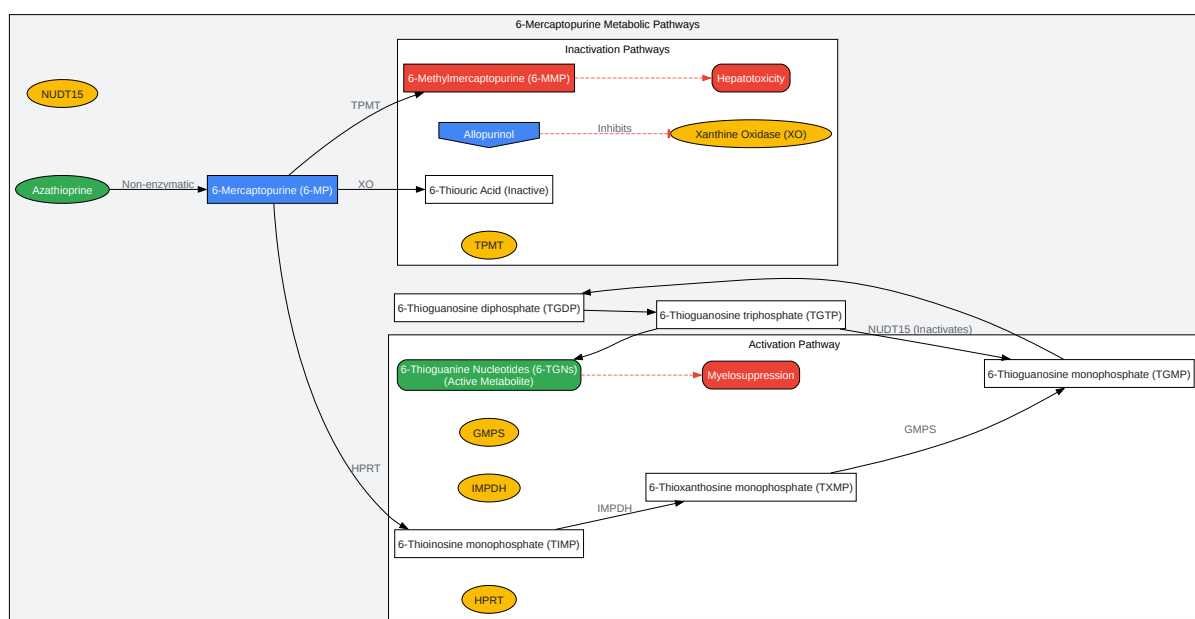 6-Mercaptopurine Metabolic Pathways
Inactivation Pathways
6-Methylmercaptopurine (6-MMP)
Hepatotoxicity
NUDT15
TPMT
Allopurinol
Inhibits
Xanthine Oxidase (XO)
Azathioprine
Non-enzymatic
6-Mercaptopurine (6-MP)
XO
6-Thiouric Acid (Inactive)
TPMT
6-Thioguanosine diphosphate (TGDP)
6-Thioguanosine triphosphate (TGTP)
NUDT15 (Inactivates)
Activation Pathway
6-Thioguanine Nucleotides (6-TGNs)
(Active Metabolite)
Myelosuppression
6-Thioguanosine monophosphate (TGMP)
GMPS
GMPS
HPRT
IMPDH
6-Thioxanthosine monophosphate (TXMP)
IMPDH
6-Thioinosine monophosphate (TIMP)
HPRT